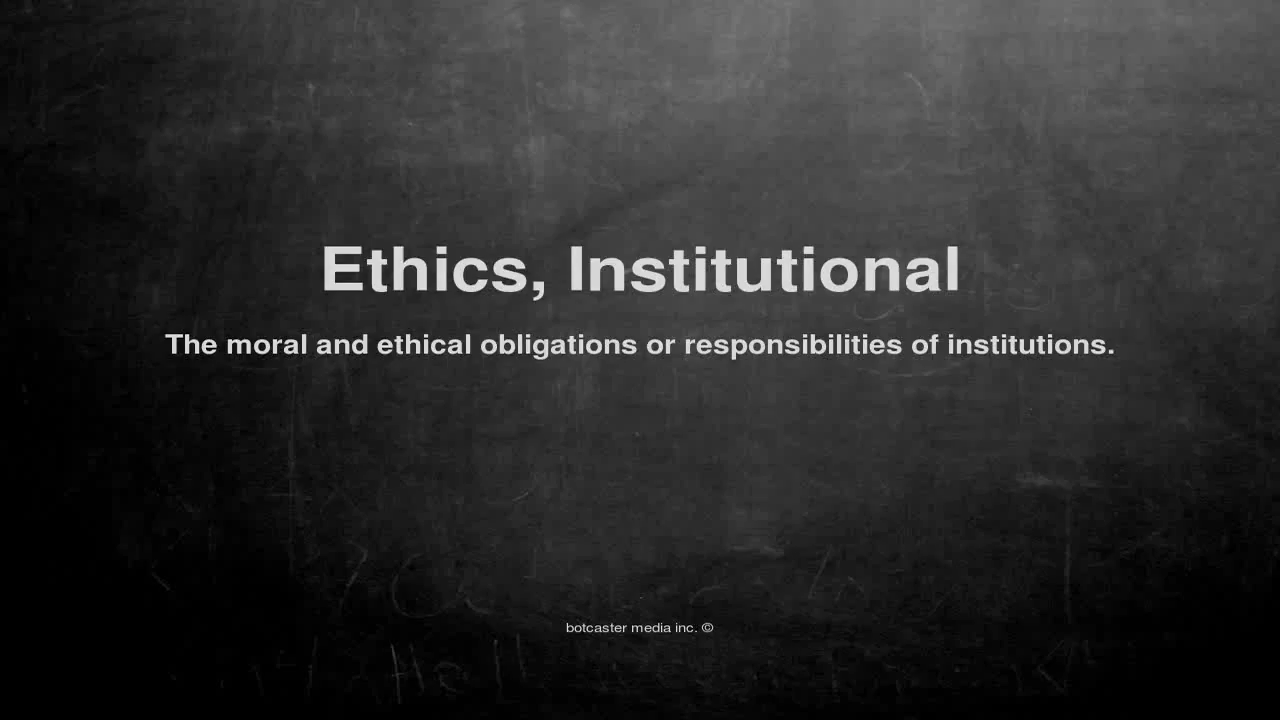 Ethics, Institutional
The moral and ethical obligations or responsibilities of institutions.
botcaster media inc. ©